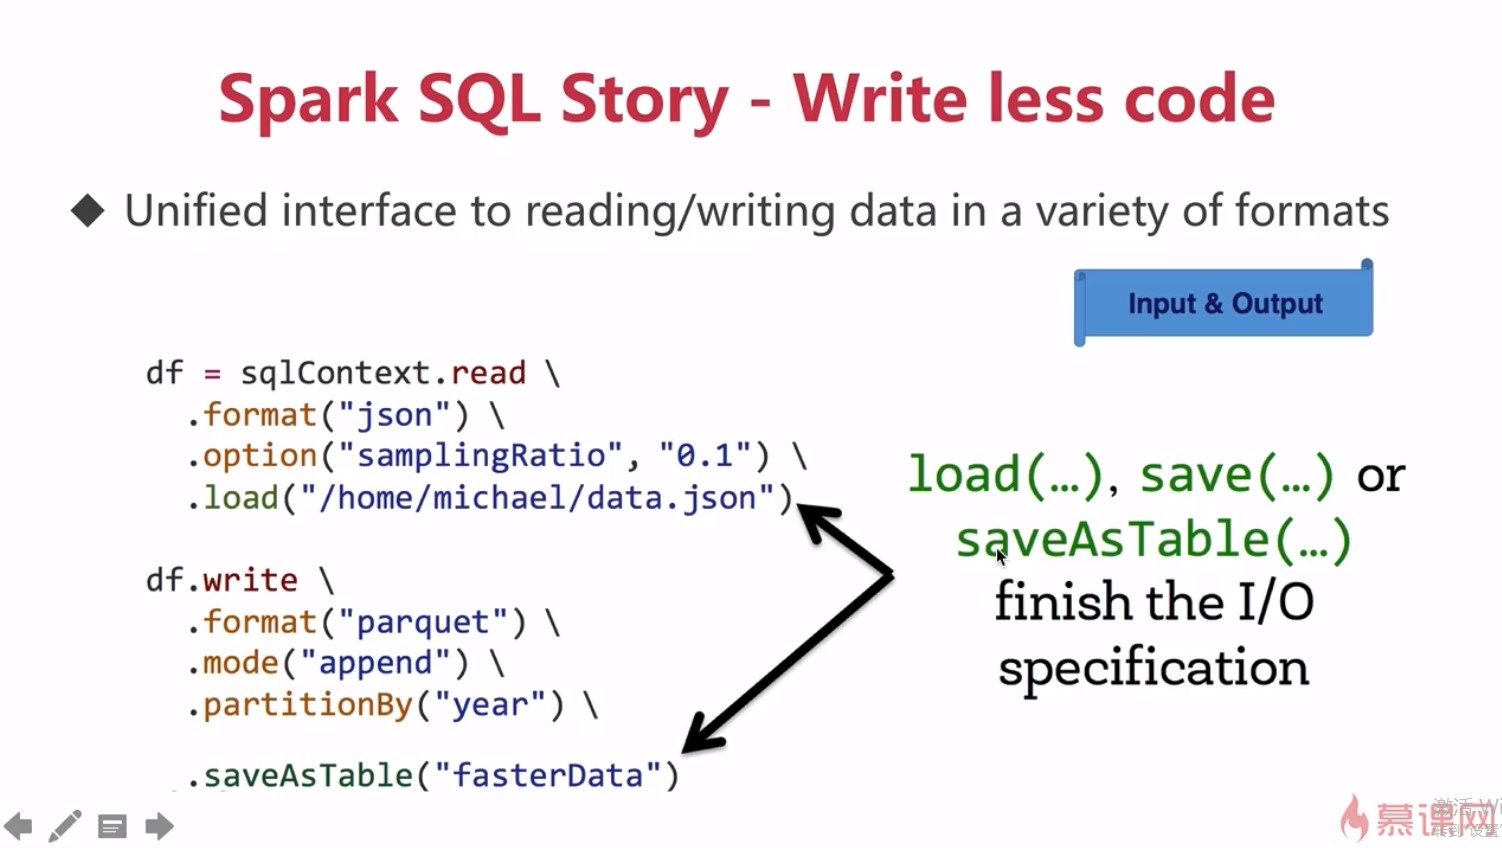 Spark SQL Story - Write less code
◆ Unified interface to reading/writing data in a variety of formats
Input & Output
df = sqlContext.read \
  .format("json") \
  .option("samplingRatio", "0.1") \
  .load("/home/michael/data.json")
df.write \
  .format("parquet") \
  .mode("append") \
  .partitionBy("year") \
  .saveAsTable("fasterData")
load(…), save(…) or
saveAsTable(…)
finish the I/O
specification
慕课网
激活 Wi
转到"设置"